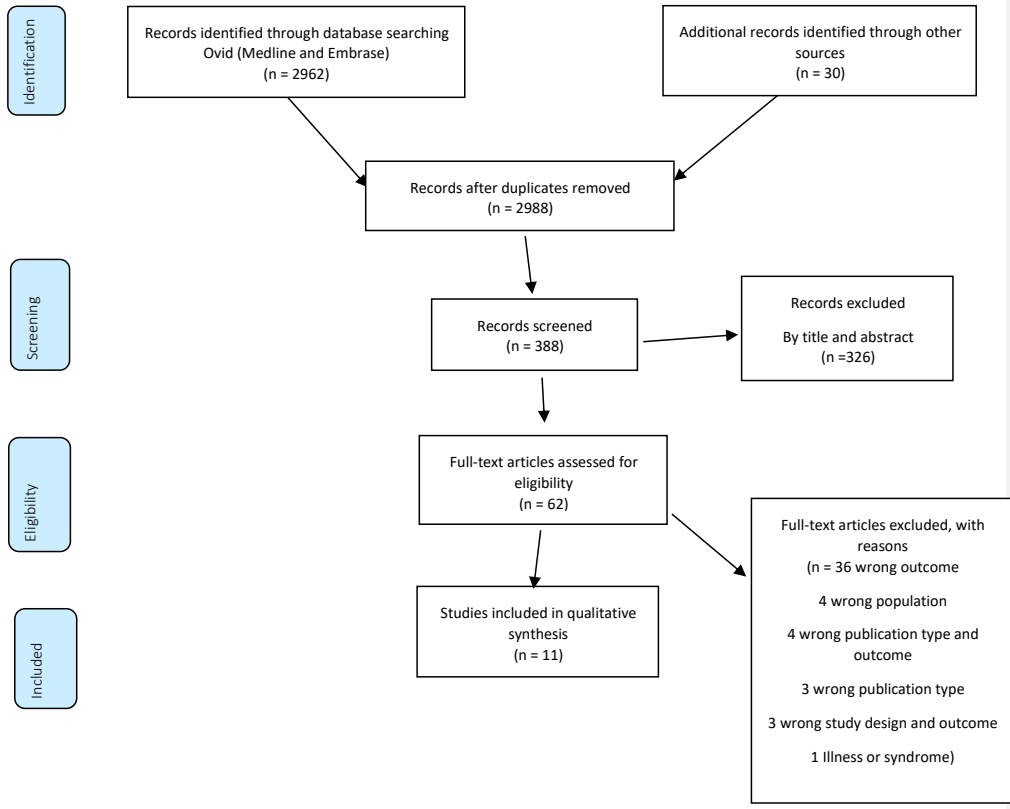 Identification
Records identified through database searching
Ovid (Medline and Embrase)
(n = 2962)
Additional records identified through other
sources
(n = 30)
Records after duplicates removed
(n = 2988)
Screening
Records screened
(n = 388)
Records excluded
By title and abstract
(n =326)
Eligibility
Full-text articles assessed for
eligibility
(n = 62)
Full-text articles excluded, with
reasons
(n = 36 wrong outcome
4 wrong population
4 wrong publication type and
outcome
3 wrong publication type
3 wrong study design and outcome
1 Illness or syndrome)
Included
Studies included in qualitative
synthesis
(n = 11)